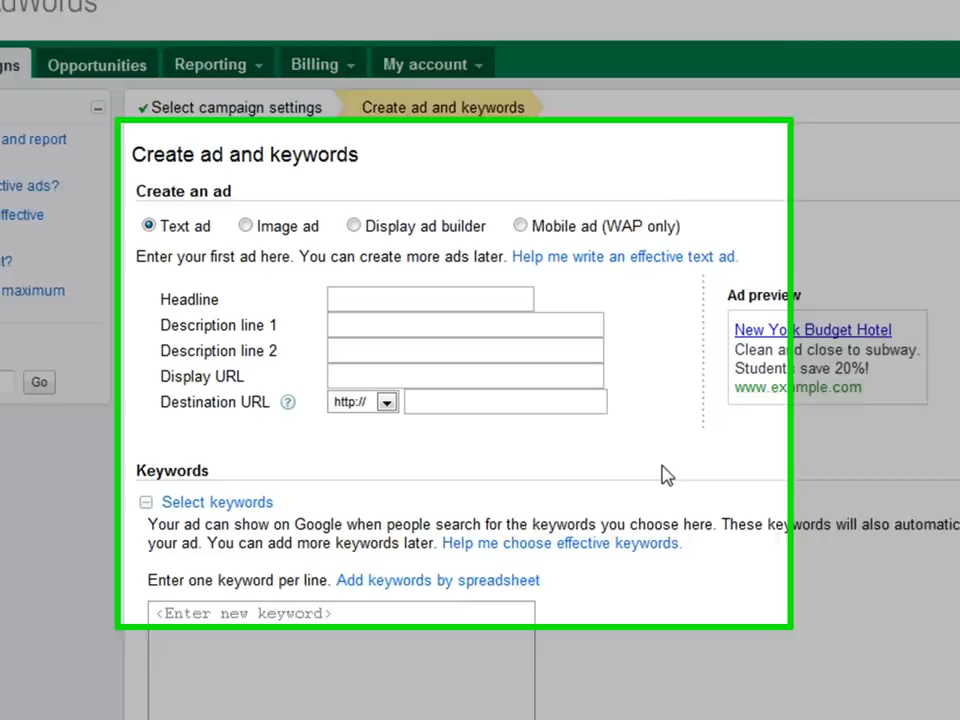 AdWords
gns Opportunities Reporting Billing My account
Select campaign settings Create ad and keywords
and report
ctive ads?
ffective
t?
maximum
Go
Create ad and keywords
Create an ad
Text ad Image ad Display ad builder Mobile ad (WAP only)
Enter your first ad here. You can create more ads later. Help me write an effective text ad.
Headline
Description line 1
Description line 2
Display URL
Destination URL ? http://
Ad preview
New York Budget Hotel
Clean and close to subway.
Students save 20%!
www.example.com
Keywords
Select keywords
Your ad can show on Google when people search for the keywords you choose here. These keywords will also automatic
your ad. You can add more keywords later. Help me choose effective keywords.
Enter one keyword per line. Add keywords by spreadsheet
<Enter new keyword>